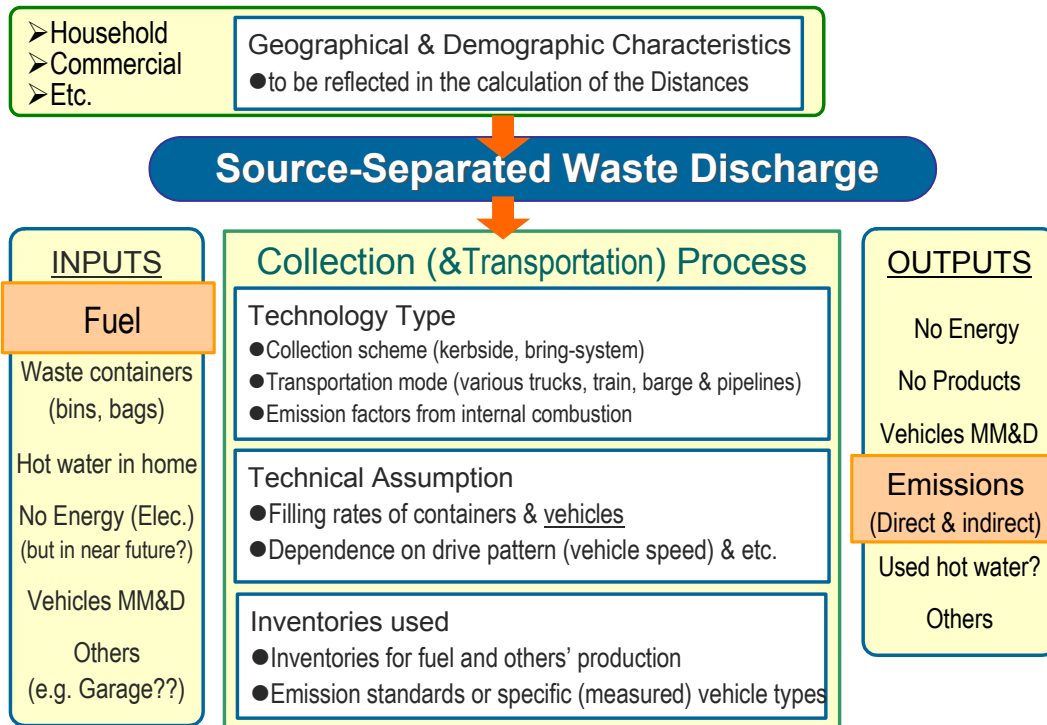 ➢Household
➢Commercial
➢Etc.
Geographical & Demographic Characteristics
●to be reflected in the calculation of the Distances
Source-Separated Waste Discharge
INPUTS
Fuel
Waste containers
(bins, bags)
Hot water in home
No Energy (Elec.)
(but in near future?)
Vehicles MM&D
Others
(e.g. Garage??)
Collection (&Transportation) Process
Technology Type
●Collection scheme (kerbside, bring-system)
●Transportation mode (various trucks, train, barge & pipelines)
●Emission factors from internal combustion
Technical Assumption
●Filling rates of containers & vehicles
●Dependence on drive pattern (vehicle speed) & etc.
Inventories used
●Inventories for fuel and others’ production
●Emission standards or specific (measured) vehicle types
OUTPUTS
No Energy
No Products
Vehicles MM&D
Emissions
(Direct & indirect)
Used hot water?
Others